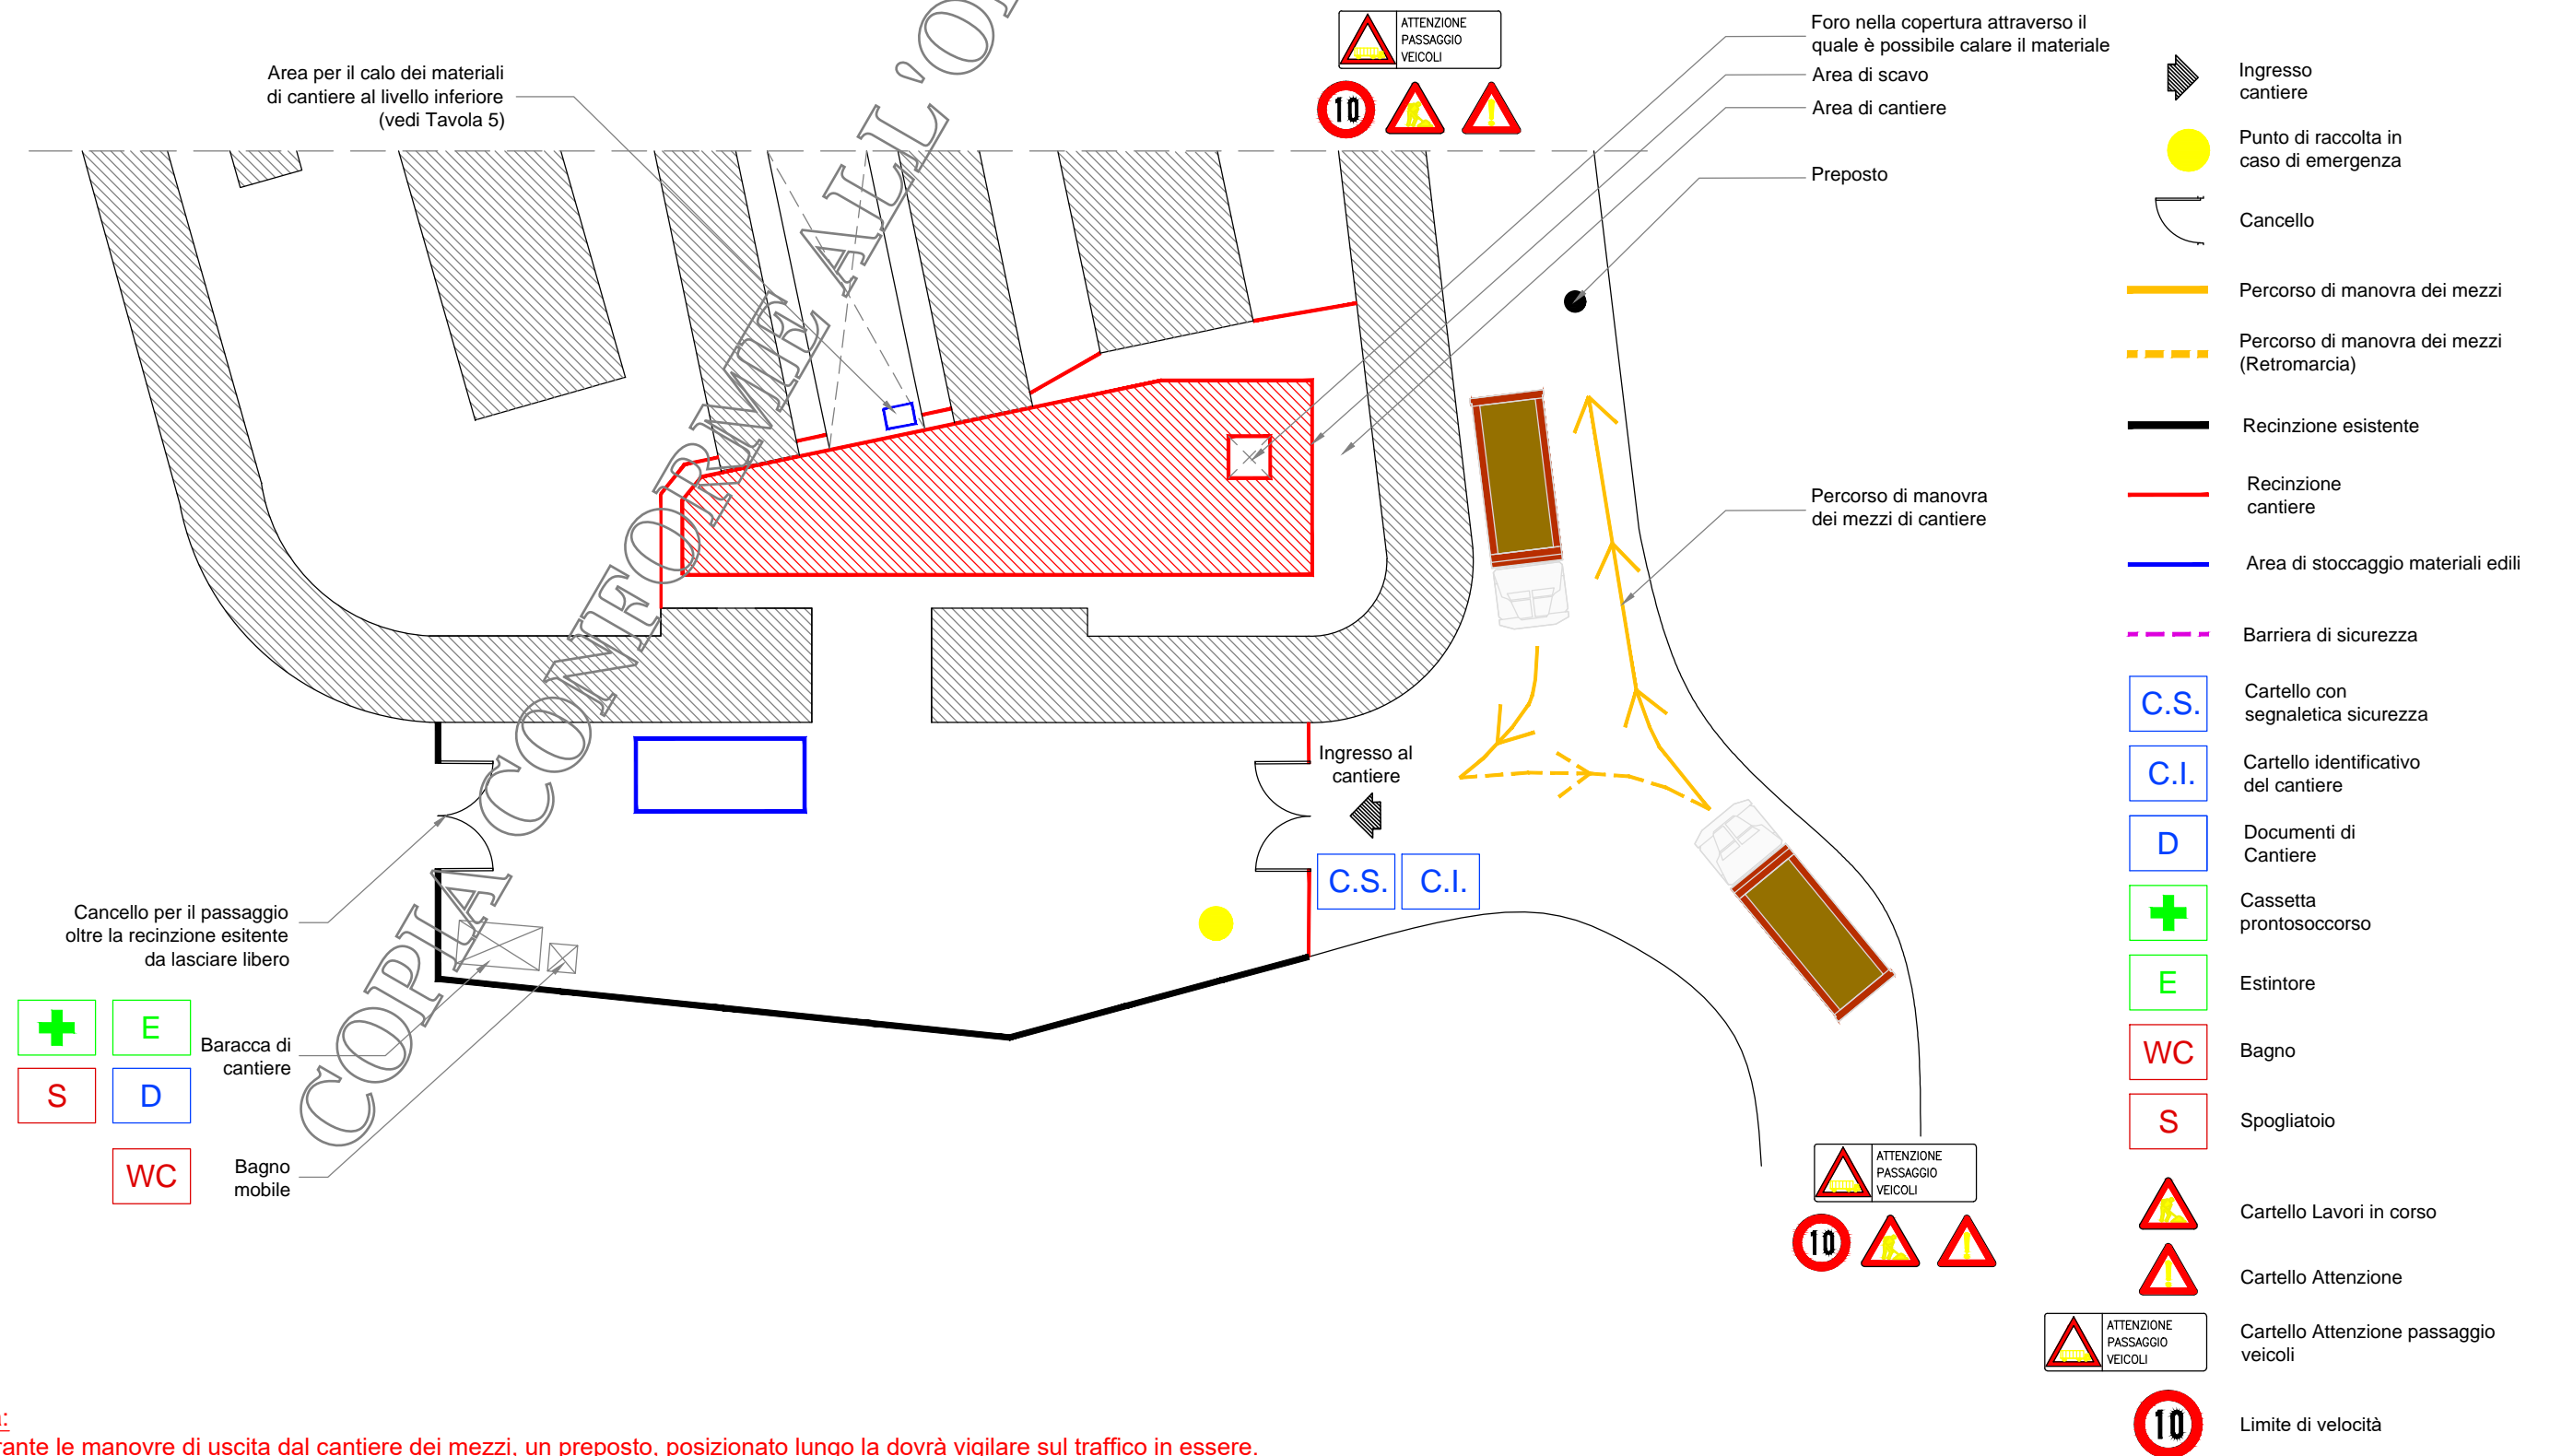 Area per il calo dei materiali
di cantiere al livello inferiore
(vedi Tavola 5)
ATTENZIONE
PASSAGGIO
VEICOLI
10
Foro nella copertura attraverso il
quale è possibile calare il materiale
Area di scavo
Area di cantiere
Preposto
Percorso di manovra
dei mezzi di cantiere
Ingresso al
cantiere
C.S.
C.I.
Cancello per il passaggio
oltre la recinzione esitente
da lasciare libero
E
S
D
WC
Baracca di
cantiere
Bagno
mobile
COPIA CONFORME ALL'
ATTENZIONE
PASSAGGIO
VEICOLI
10
Ingresso
cantiere
Punto di raccolta in
caso di emergenza
Cancello
Percorso di manovra dei mezzi
Percorso di manovra dei mezzi
(Retromarcia)
Recinzione esistente
Recinzione
cantiere
Area di stoccaggio materiali edili
Barriera di sicurezza
C.S.
Cartello con
segnaletica sicurezza
C.I.
Cartello identificativo
del cantiere
D
Documenti di
Cantiere
Cassetta
prontosoccorso
E
Estintore
WC
Bagno
S
Spogliatoio
Cartello Lavori in corso
Cartello Attenzione
ATTENZIONE
PASSAGGIO
VEICOLI
Cartello Attenzione passaggio
veicoli
10
Limite di velocità
le manovre di uscita dal cantiere dei mezzi, un preposto, posizionato lungo la dovrà vigilare sul traffico in essere.